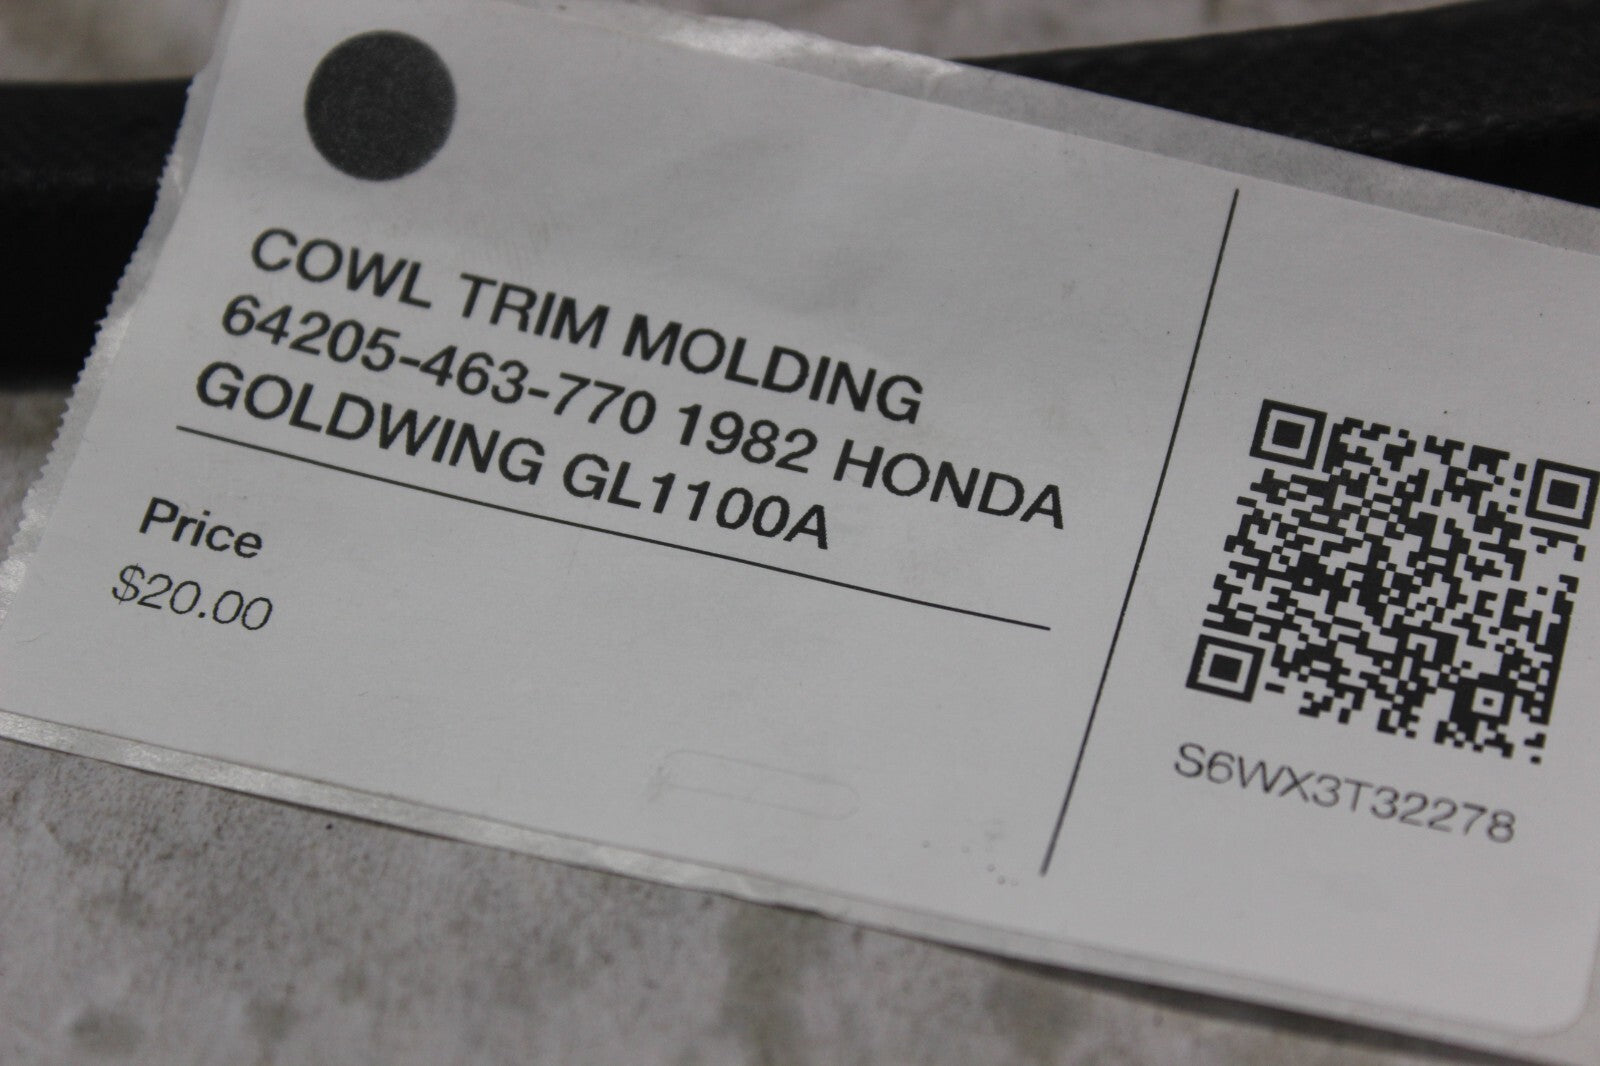 COWL TRIM MOLDING
64205-463-770 1982 HONDA
GOLDWING GL1100A
Price
$20.00
S6WX3T32278